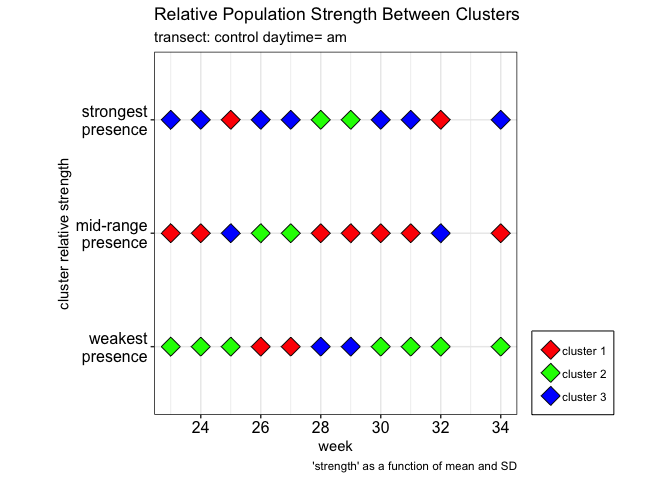 Relative Population Strength Between Clusters
transect: control daytime= am
cluster relative strength
strongest
presence
mid-range
presence
weakest
presence
24 26 28 30 32 34
week
'strength' as a function of mean and SD
cluster 1
cluster 2
cluster 3